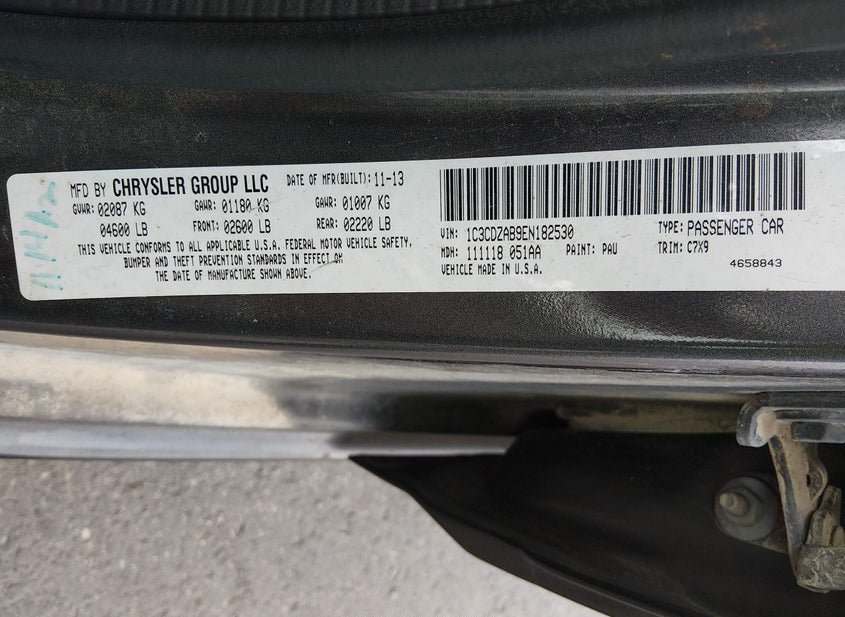 MFD BY CHRYSLER GROUP LLC DATE OF MFR(BUILT): 11-13
GVWR: 02087 KG GAWR: 01180 KG GAWR: 01007 KG
04600 LB FRONT: 02600 LB REAR: 02220 LB
THIS VEHICLE CONFORMS TO ALL APPLICABLE U.S.A. FEDERAL MOTOR VEHICLE SAFETY,
BUMPER AND THEFT PREVENTION STANDARDS IN EFFECT ON
THE DATE OF MANUFACTURE SHOWN ABOVE.
VIN: 1C3CDZAB9EN182530 TYPE: PASSENGER CAR
MDH: 111118 051AA PAINT: PAU TRIM: C7X9
VEHICLE MADE IN U.S.A. 4658843